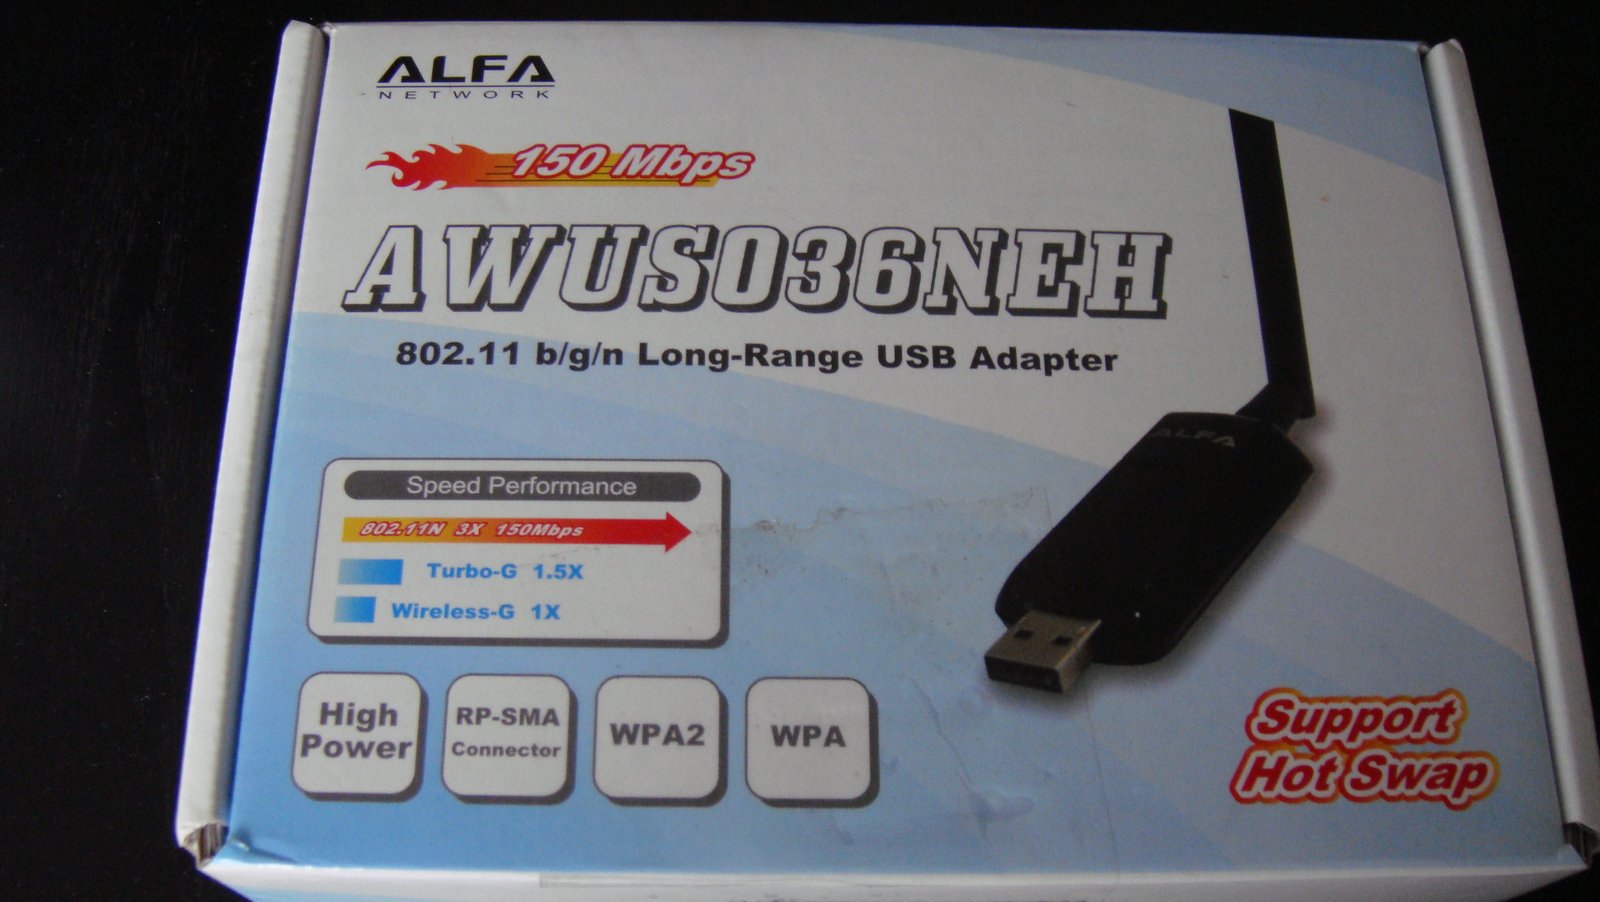 ALFA
NETWORK
150 Mbps
AWUS036NEH
802.11 b/g/n Long-Range USB Adapter
ALFA
Speed Performance
802.11N 3X 150Mbps
Turbo-G 1.5X
Wireless-G 1X
High
Power
RP-SMA
Connector
WPA2
WPA
Support
Hot Swap